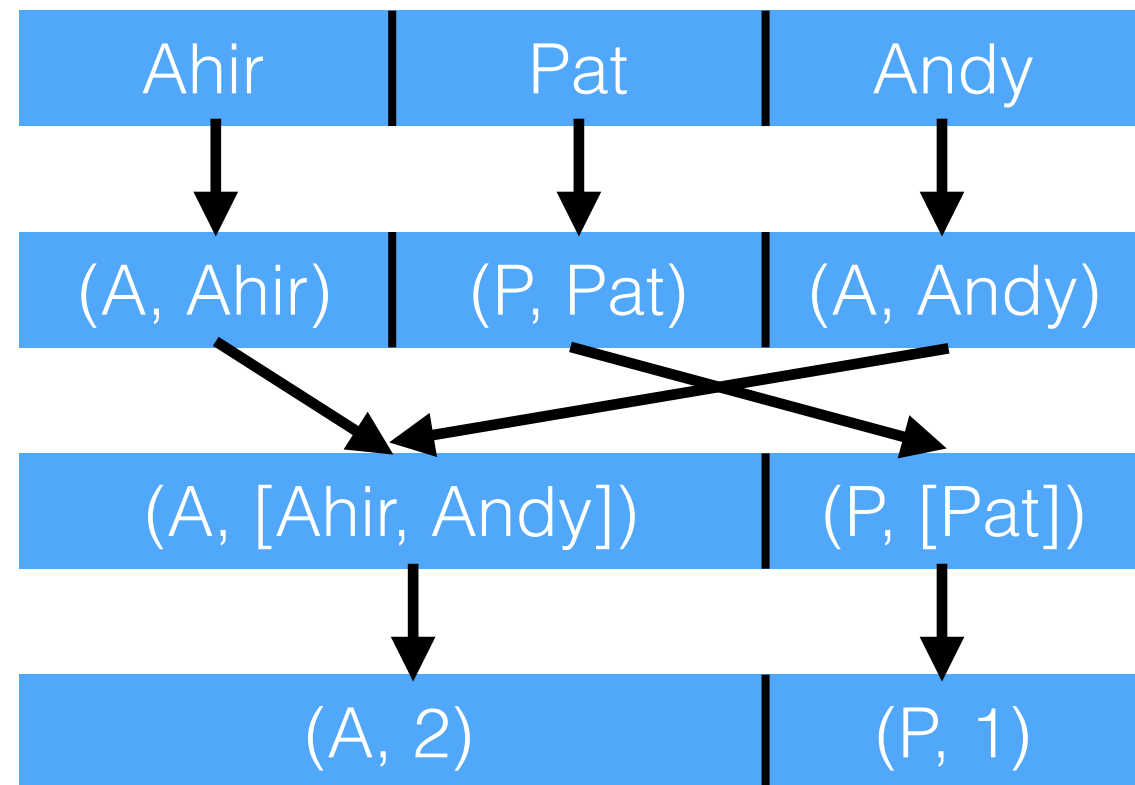 Ahir Pat Andy
(A, Ahir) (P, Pat) (A, Andy)
(A, [Ahir, Andy]) (P, [Pat])
(A, 2) (P, 1)